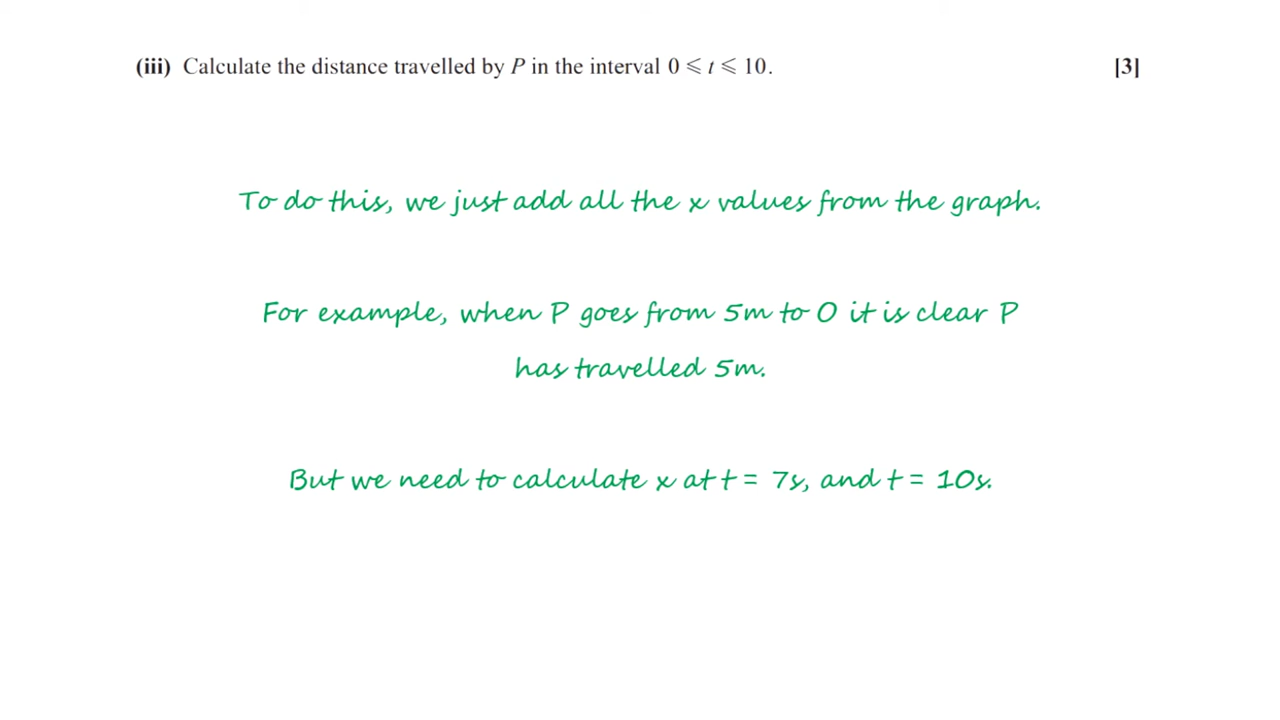 (iii) Calculate the distance travelled by P in the interval 0 ⩽ t ⩽ 10. [3]
To do this, we just add all the x values from the graph.
For example, when P goes from 5m to 0 it is clear P
has travelled 5m.
But we need to calculate x at t = 7s, and t = 10s.